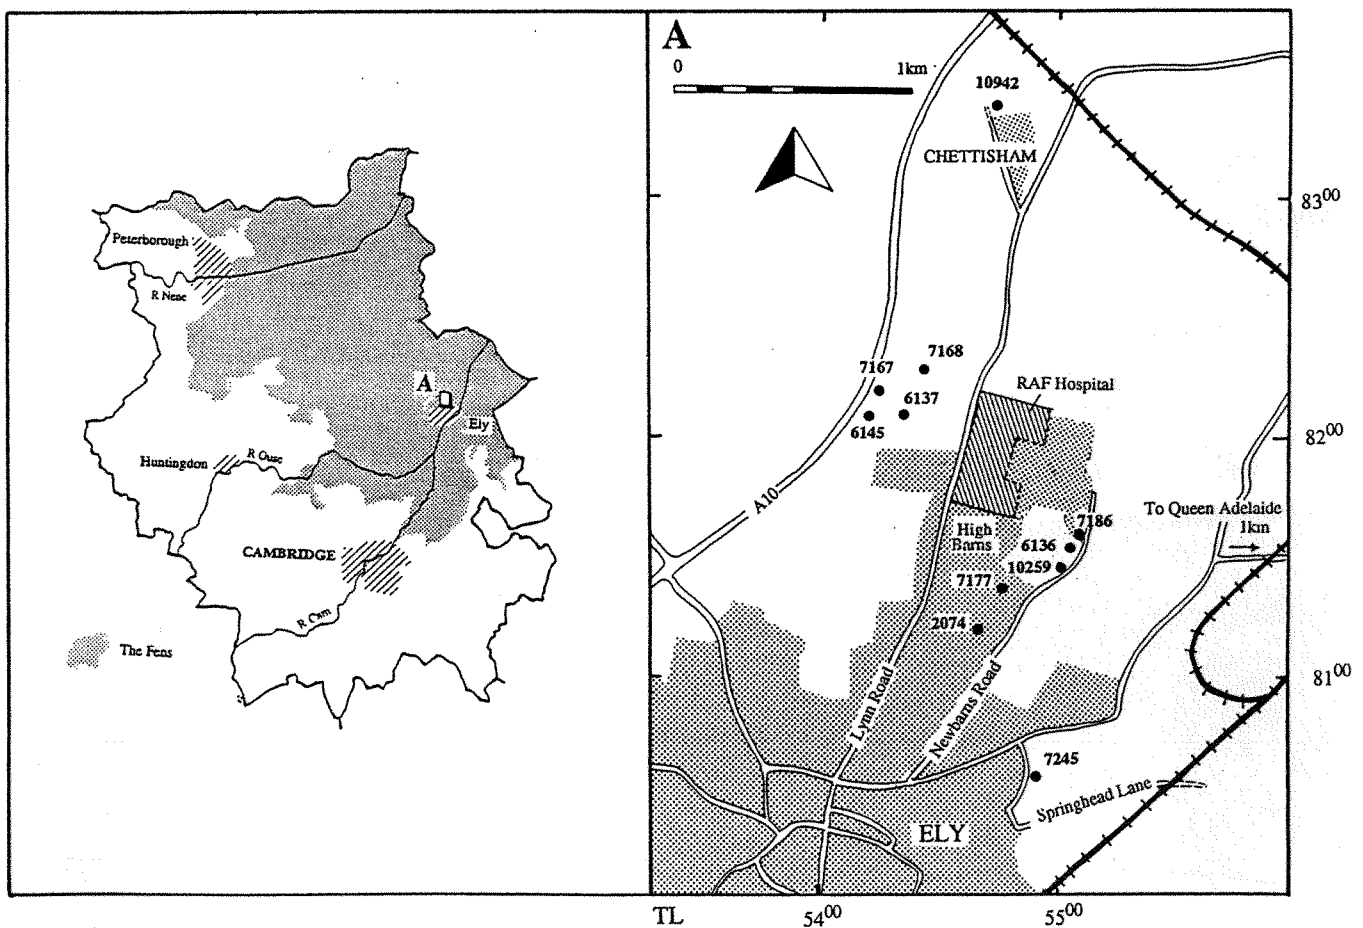 Peterborough
R Nene
A
Ely
Huntingdon
R Ouse
CAMBRIDGE
R Cam
The Fens
A
0 1km
10942
CHETTISHAM
8300
7168
7167
6137
6145
RAF Hospital
8200
A10
To Queen Adelaide
1km
7186
High
Barns
6136
10259
7177
2074
8100
Lynn Road
Newbarns Road
7245
Springhead Lane
ELY
TL 5400 5500